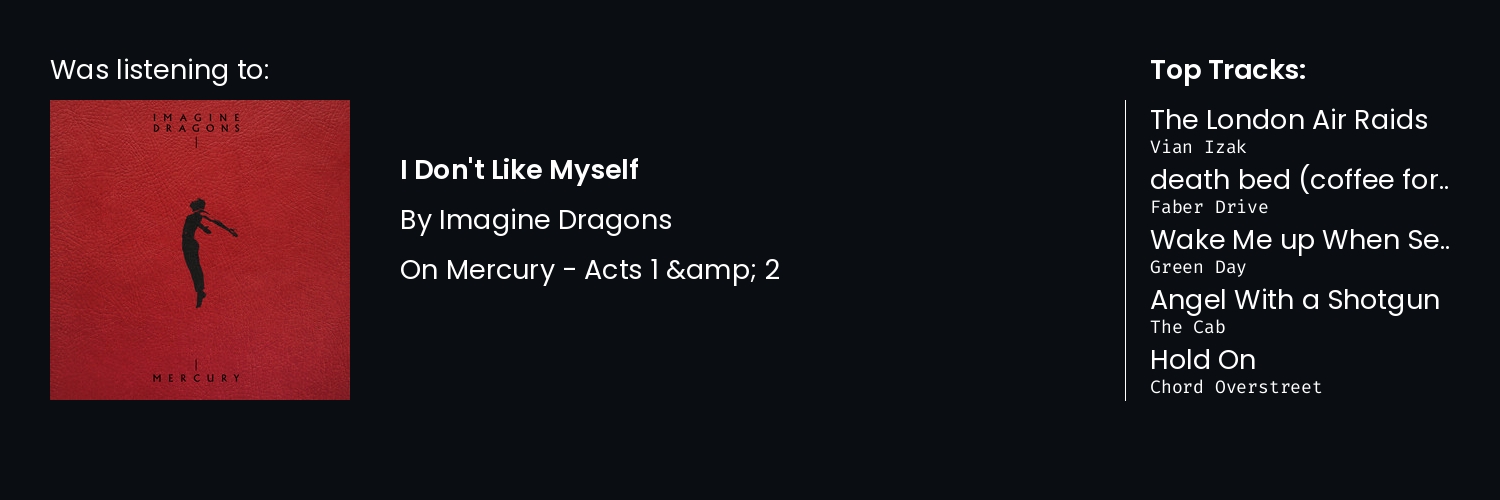 Was listening to:
IMAGINE
DRAGONS
MERCURY
I Don't Like Myself
By Imagine Dragons
On Mercury - Acts 1 &amp; 2
Top Tracks:
The London Air Raids
Vian Izak
death bed (coffee for..
Faber Drive
Wake Me up When Se..
Green Day
Angel With a Shotgun
The Cab
Hold On
Chord Overstreet